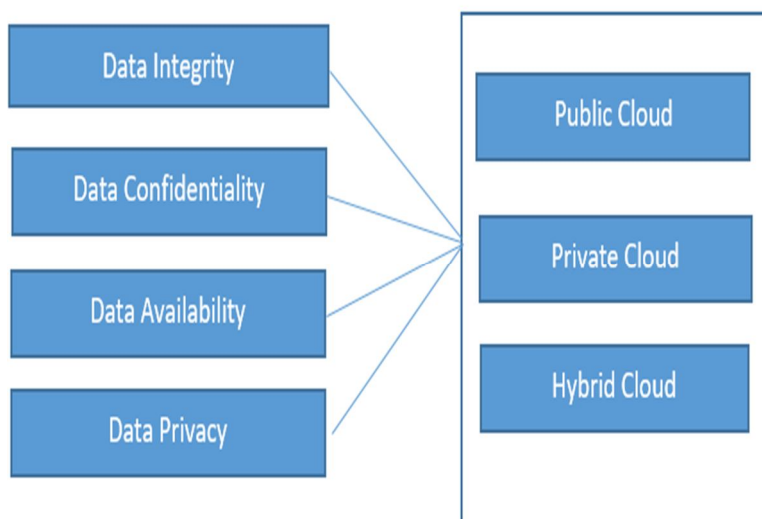 Data Integrity
Data Confidentiality
Data Availability
Data Privacy
Public Cloud
Private Cloud
Hybrid Cloud